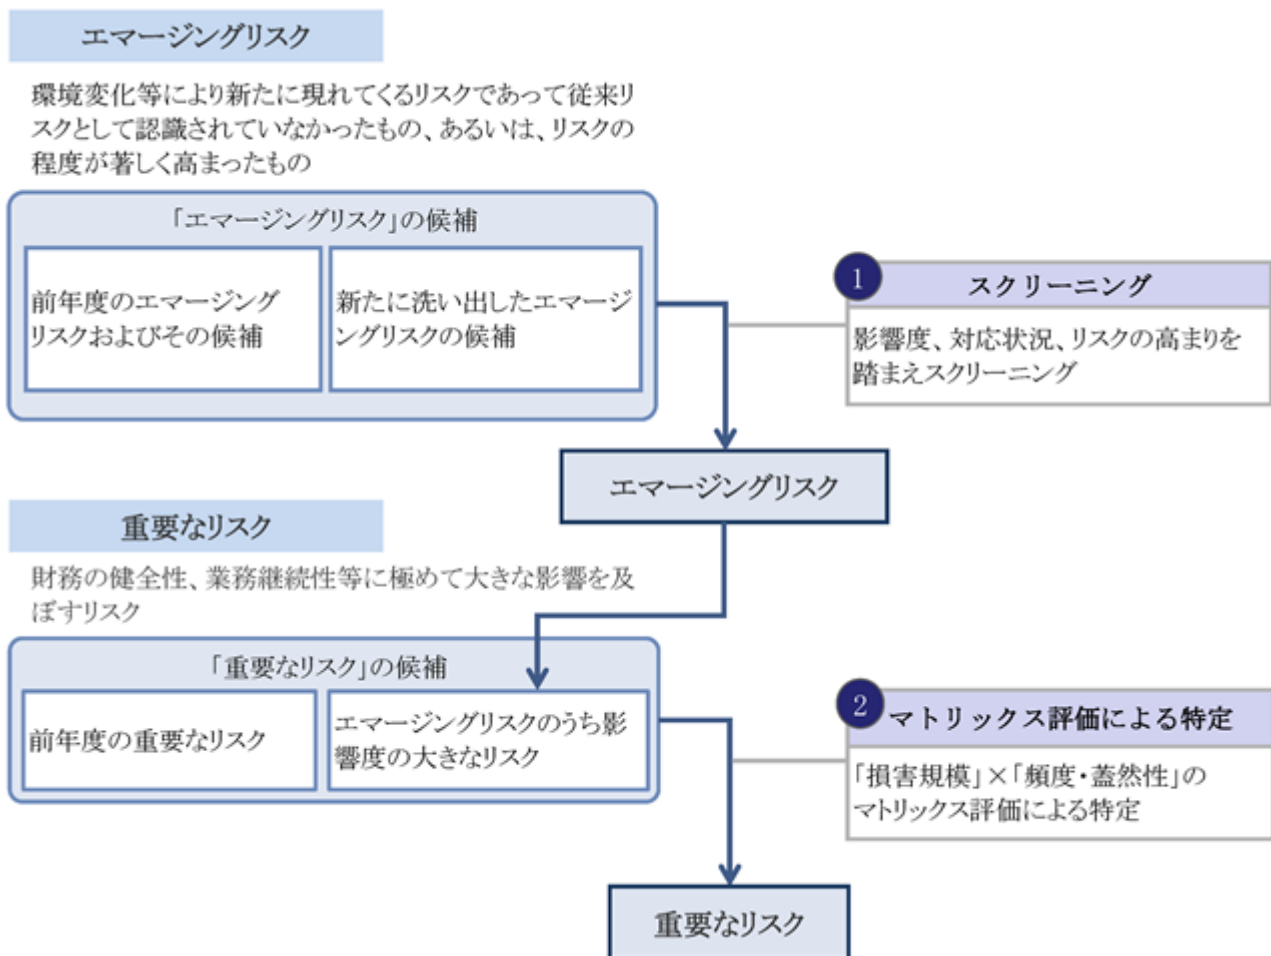 エマージングリスク
環境変化等により新たに現れてくるリスクであって従来リ
スクとして認識されていなかったもの、あるいは、リスクの
程度が著しく高まったもの
「エマージングリスク」の候補
前年度のエマージング
リスクおよびその候補
新たに洗い出したエマージ
ングリスクの候補
1
スクリーニング
影響度、対応状況、リスクの高まりを
踏まえスクリーニング
エマージングリスク
重要なリスク
財務の健全性、業務継続性等に極めて大きな影響を及
ぼすリスク
「重要なリスク」の候補
前年度の重要なリスク
エマージングリスクのうち影
響度の大きなリスク
2
マトリックス評価による特定
「損害規模」×「頻度・蓋然性」の
マトリックス評価による特定
重要なリスク